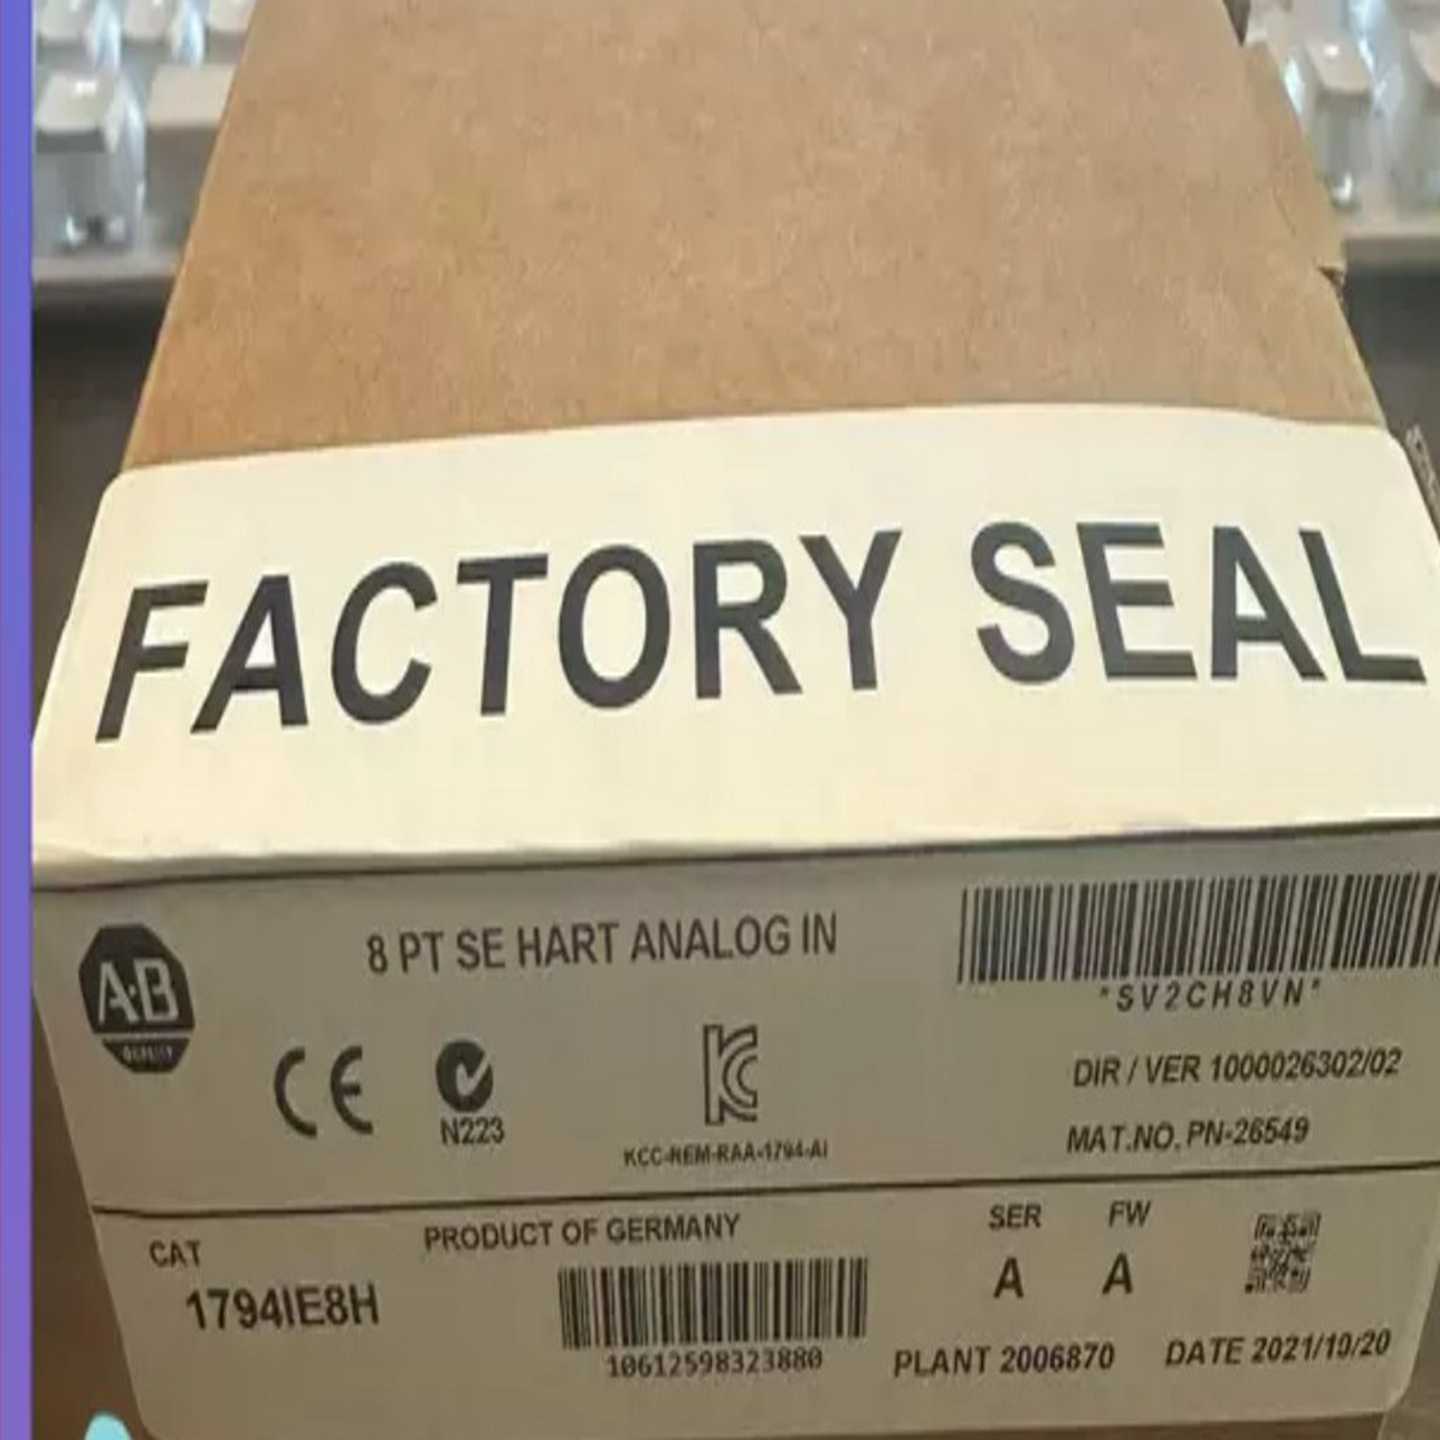 FACTORY SEAL
A·B
QUALITY
8 PT SE HART ANALOG IN
*SV2CH8VN*
CE
N223
KCC-REM-RAA-1794-AI
DIR / VER 1000026302/02
MAT.NO. PN-26549
CAT
1794IE8H
PRODUCT OF GERMANY
10612598323880
SER
A
FW
A
PLANT 2006870
DATE 2021/10/20